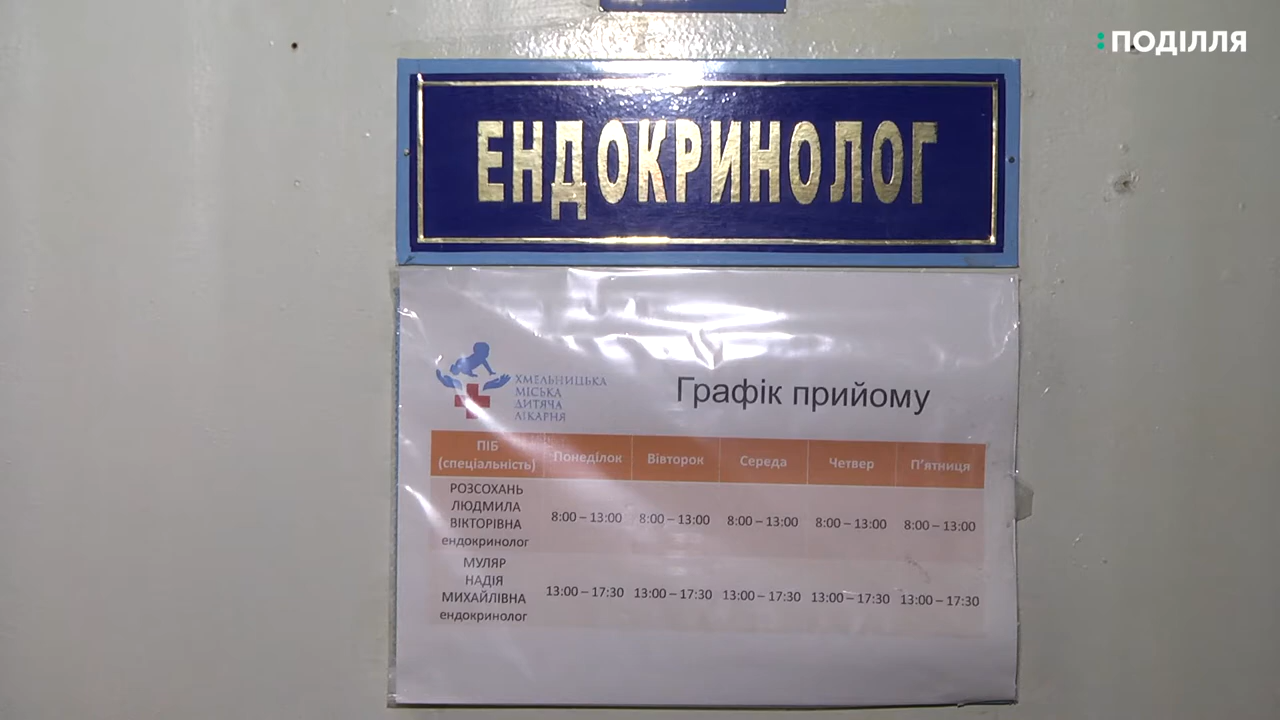 :ПОДІЛЛЯ
ЕНДОКРИНОЛОГ
ХМЕЛЬНИЦЬКА
МІСЬКА
ДИТЯЧА
ЛІКАРНЯ
Графік прийому
ПІБ
(спеціальність) Понеділок Вівторок Середа Четвер П'ятниця
РОЗСОХАНЬ
ЛЮДМИЛА
ВІКТОРІВНА
ендокринолог
8:00 – 13:00 8:00 – 13:00 8:00 – 13:00 8:00 – 13:00 8:00 – 13:00
МУЛЯР
НАДІЯ
МИХАЙЛІВНА
ендокринолог
13:00 – 17:30 13:00 – 17:30 13:00 – 17:30 13:00 – 17:30 13:00 – 17:30